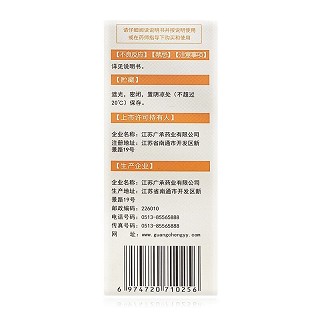 请仔细阅读说明书并按说明使用
或在药师指导下购买和使用
【不良反应】【禁忌】【注意事项】
详见说明书。
【贮藏】
遮光，密闭，置阴凉处（不超过
20℃）保存。
【上市许可持有人】
企业名称：江苏广承药业有限公司
注册地址：江苏省南通市开发区新
景路19号
【生产企业】
企业名称：江苏广承药业有限公司
生产地址：江苏省南通市开发区新
景路19号
邮政编码：226010
电话号码：0513-85565888
传真号码：0513-85565888
网　　址：www.guangchengyy.com
6 974720 710256